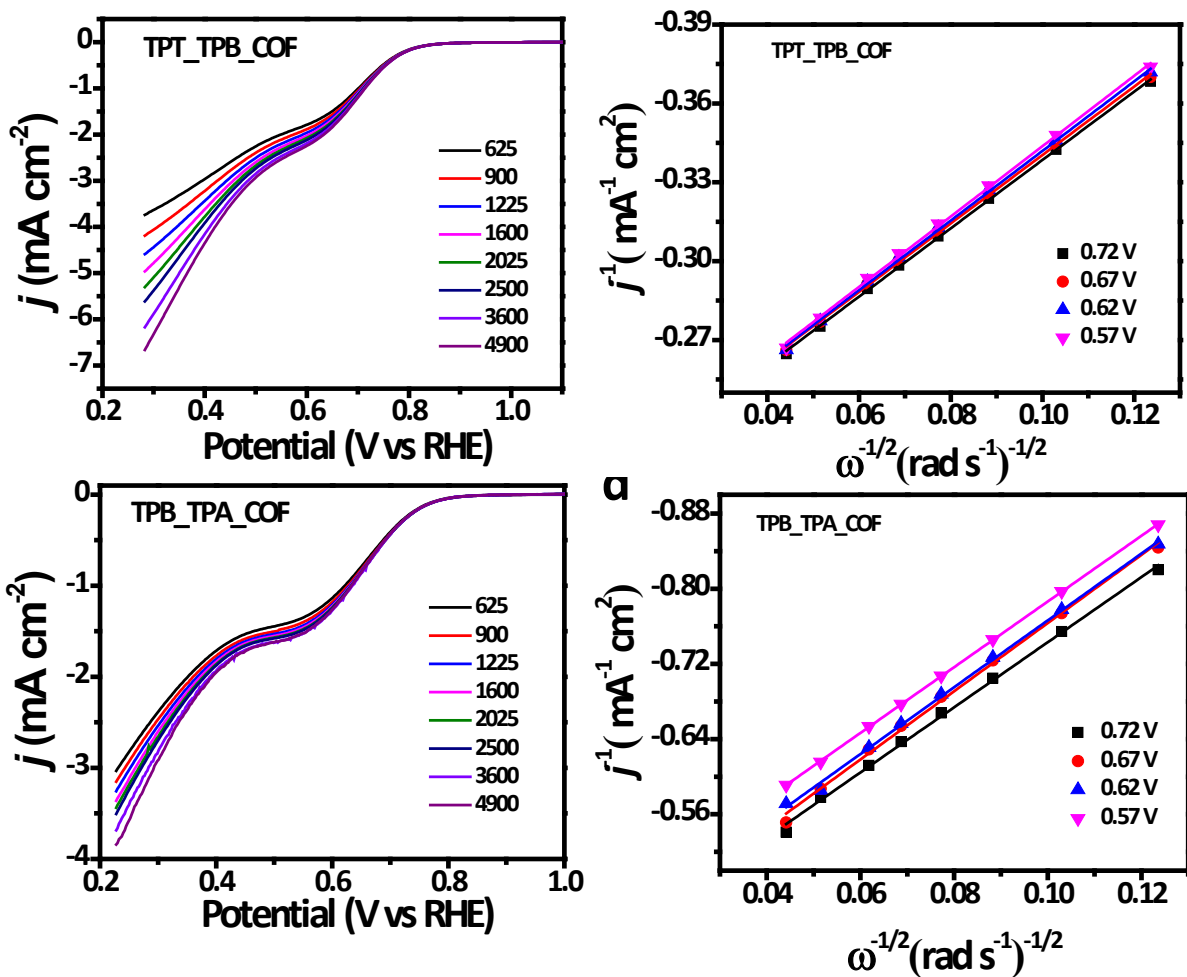 TPT_TPB_COF
0
-1
-2
-3
-4
-5
-6
-7
j (mA cm-2)
625
900
1225
1600
2025
2500
3600
4900
0.2 0.4 0.6 0.8 1.0
Potential (V vs RHE)
TPT_TPB_COF
-0.39
-0.36
-0.33
-0.30
-0.27
j-1 ( mA-1 cm2)
0.72 V
0.67 V
0.62 V
0.57 V
0.04 0.06 0.08 0.10 0.12
ω-1/2 (rad s-1)-1/2
TPB_TPA_COF
0
-1
-2
-3
-4
j (mA cm-2)
625
900
1225
1600
2025
2500
3600
4900
0.2 0.4 0.6 0.8 1.0
Potential (V vs RHE)
TPB_TPA_COF
-0.88
-0.80
-0.72
-0.64
-0.56
j-1 ( mA-1 cm2)
0.72 V
0.67 V
0.62 V
0.57 V
0.04 0.06 0.08 0.10 0.12
ω-1/2 (rad s-1)-1/2